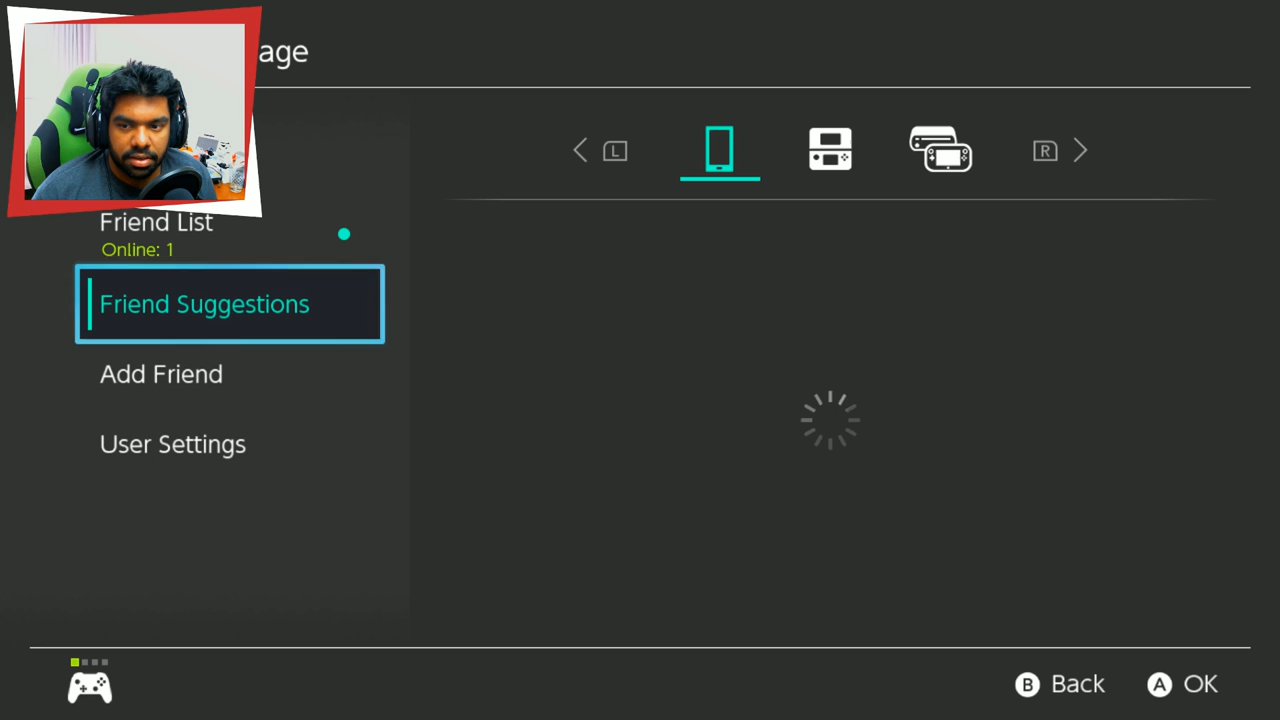 age
L
R
Friend List
Online: 1
Friend Suggestions
Add Friend
User Settings
B Back
A OK